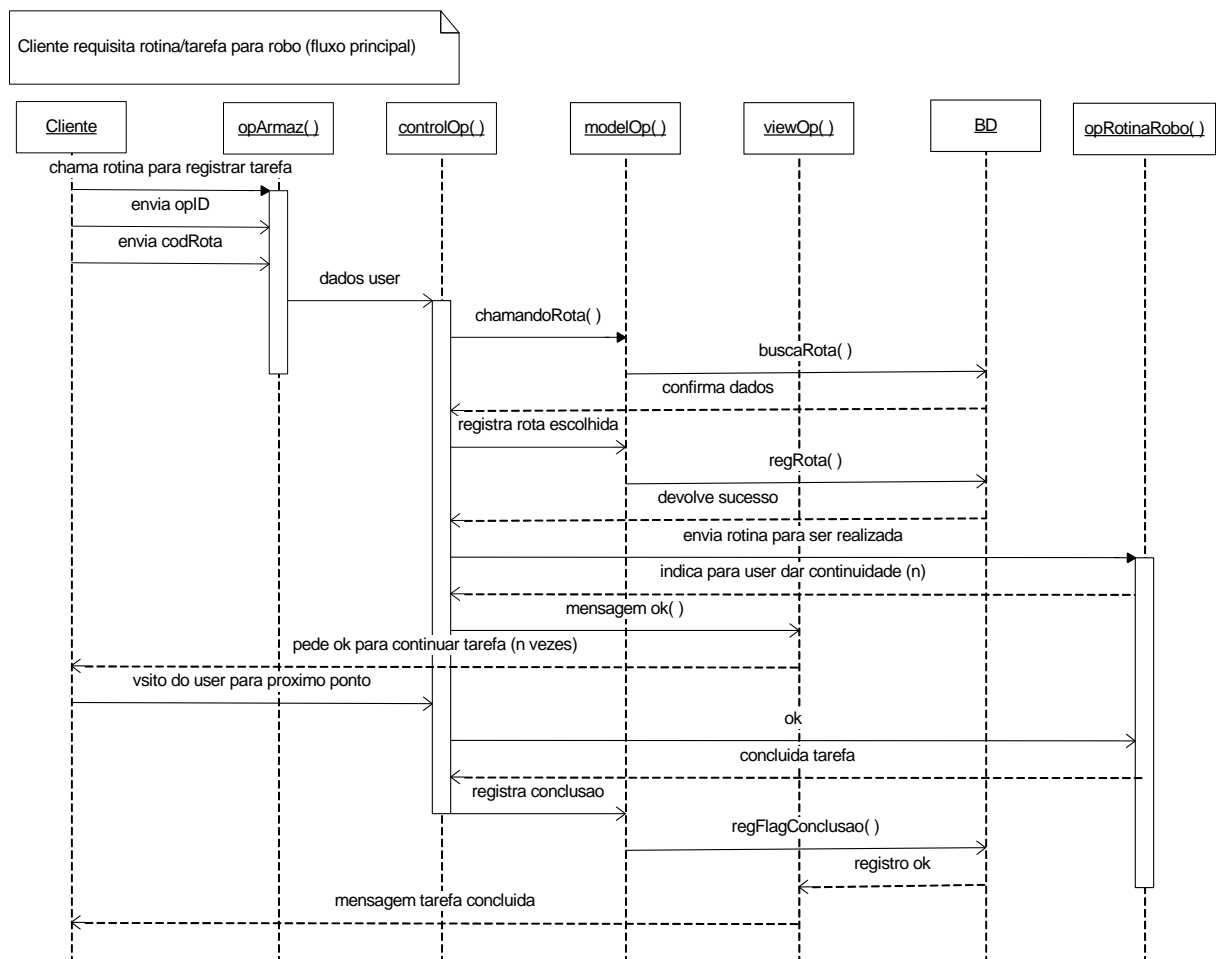 Cliente requisita rotina/tarefa para robo (fluxo principal)
Cliente
opArmaz( )
controlOp( )
modelOp( )
viewOp( )
BD
opRotinaRobo( )
chama rotina para registrar tarefa
envia opID
envia codRota
dados user
chamandoRota( )
buscaRota( )
confirma dados
registra rota escolhida
regRota( )
devolve sucesso
envia rotina para ser realizada
indica para user dar continuidade (n)
mensagem ok( )
pede ok para continuar tarefa (n vezes)
vsito do user para proximo ponto
ok
concluida tarefa
registra conclusao
regFlagConclusao( )
registro ok
mensagem tarefa concluida